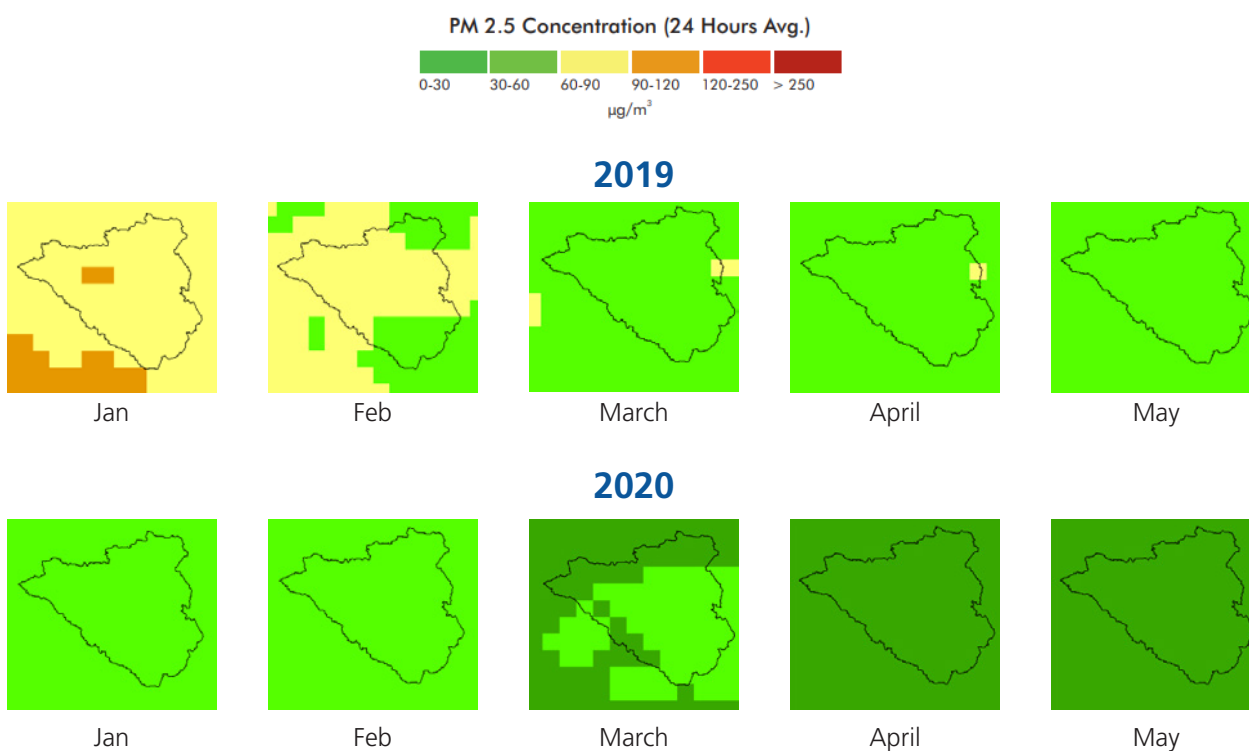 PM 2.5 Concentration (24 Hours Avg.)
0-30 30-60 60-90 90-120 120-250 > 250
µg/m³
2019
Jan Feb March April May
2020
Jan Feb March April May